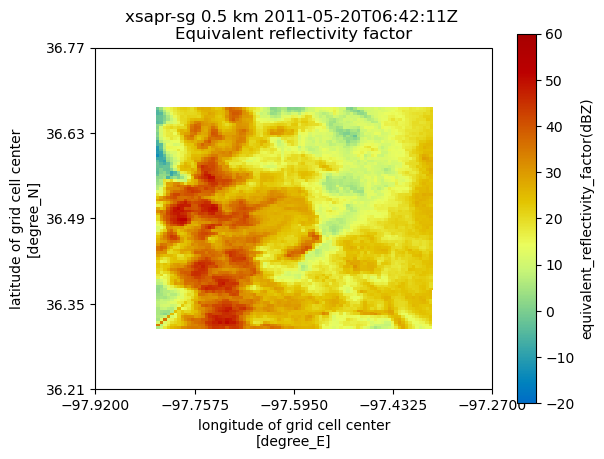 xsapr-sg 0.5 km 2011-05-20T06:42:11Z
Equivalent reflectivity factor
36.77
36.63
36.49
36.35
36.21
latitude of grid cell center
[degree_N]
−97.9200
−97.7575
−97.5950
−97.4325
−97.2700
longitude of grid cell center
[degree_E]
60
50
40
30
20
10
0
−10
−20
equivalent_reflectivity_factor(dBZ)